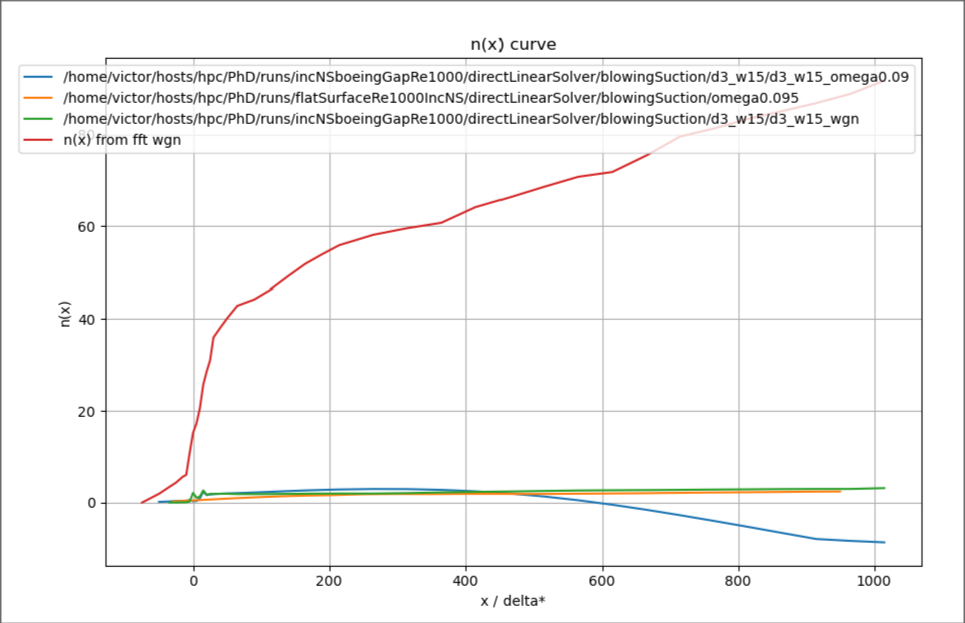 n(x) curve
/home/victor/hosts/hpc/PhD/runs/incNSboeingGapRe1000/directLinearSolver/blowingSuction/d3_w15/d3_w15_omega0.09
/home/victor/hosts/hpc/PhD/runs/flatSurfaceRe1000IncNS/directLinearSolver/blowingSuction/omega0.095
/home/victor/hosts/hpc/PhD/runs/incNSboeingGapRe1000/directLinearSolver/blowingSuction/d3_w15/d3_w15_wgn
n(x) from fft wgn
80
60
40
20
0
n(x)
0 200 400 600 800 1000
x / delta*